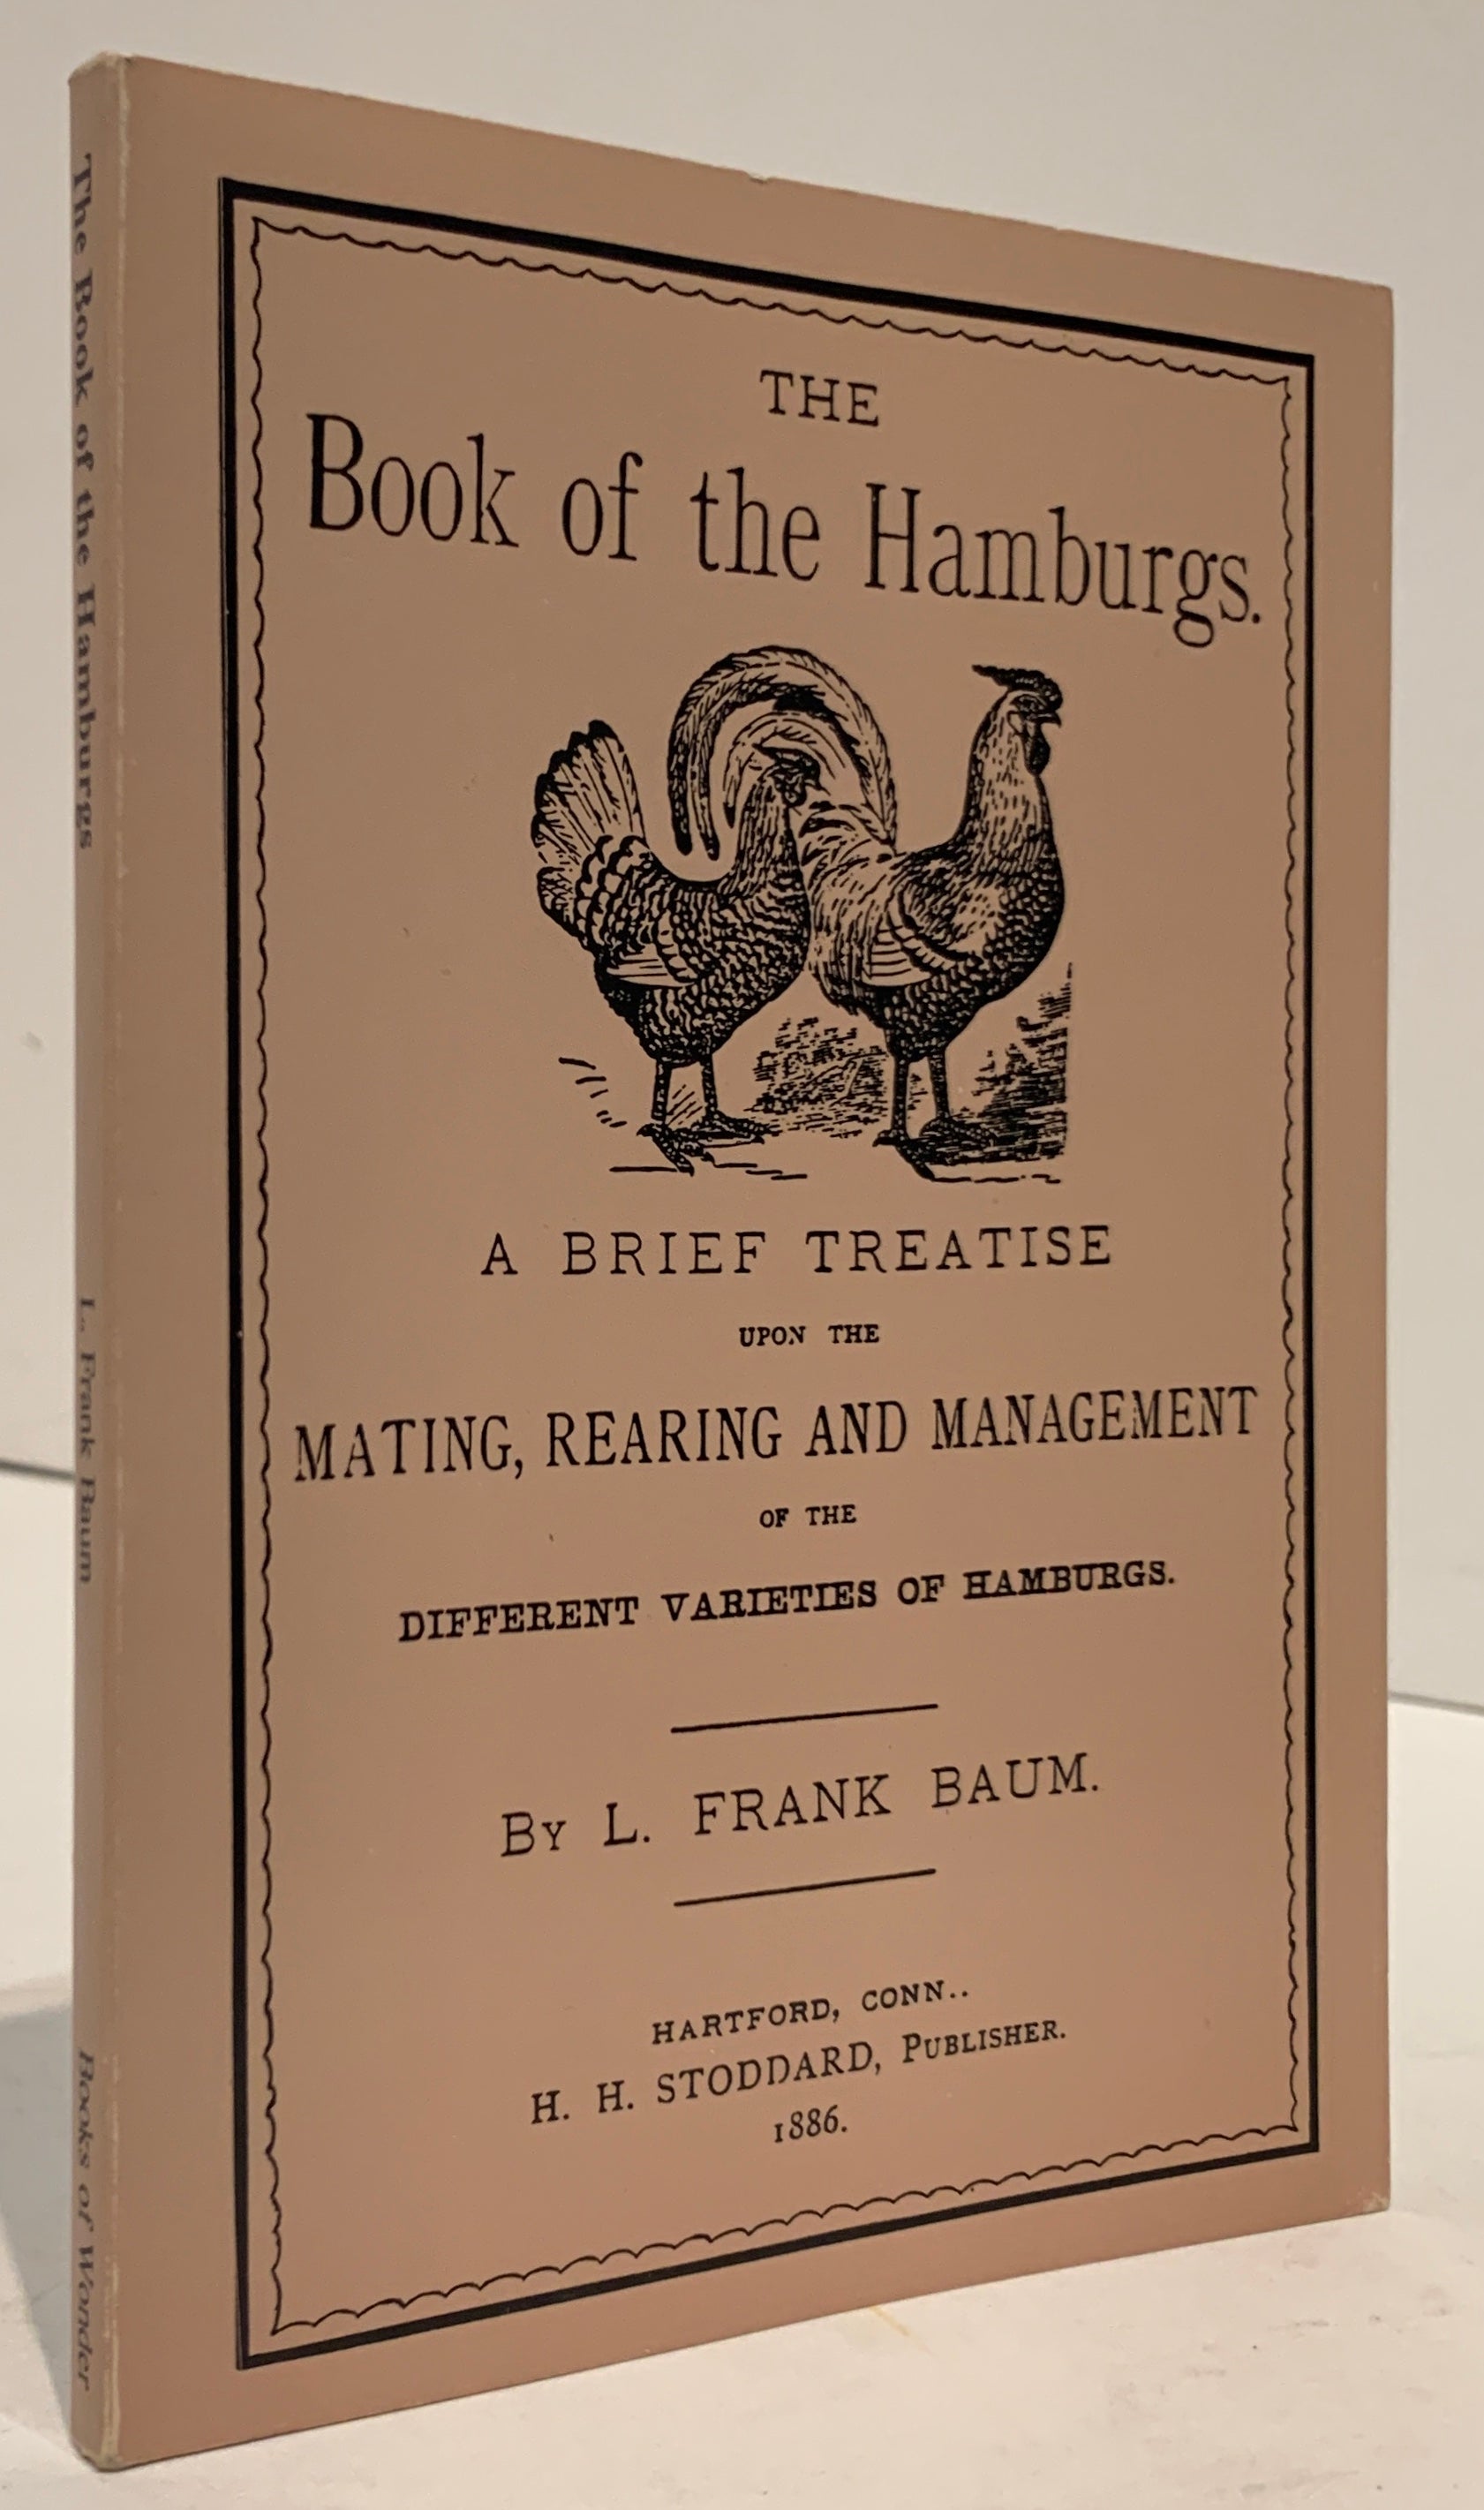 The Book of the Hamburgs
L. Frank Baum
Books of Wonder
THE
Book of the Hamburgs.
A BRIEF TREATISE
UPON THE
MATING, REARING AND MANAGEMENT
OF THE
DIFFERENT VARIETIES OF HAMBURGS.
BY L. FRANK BAUM.
HARTFORD, CONN..
H. H. STODDARD, PUBLISHER.
1886.